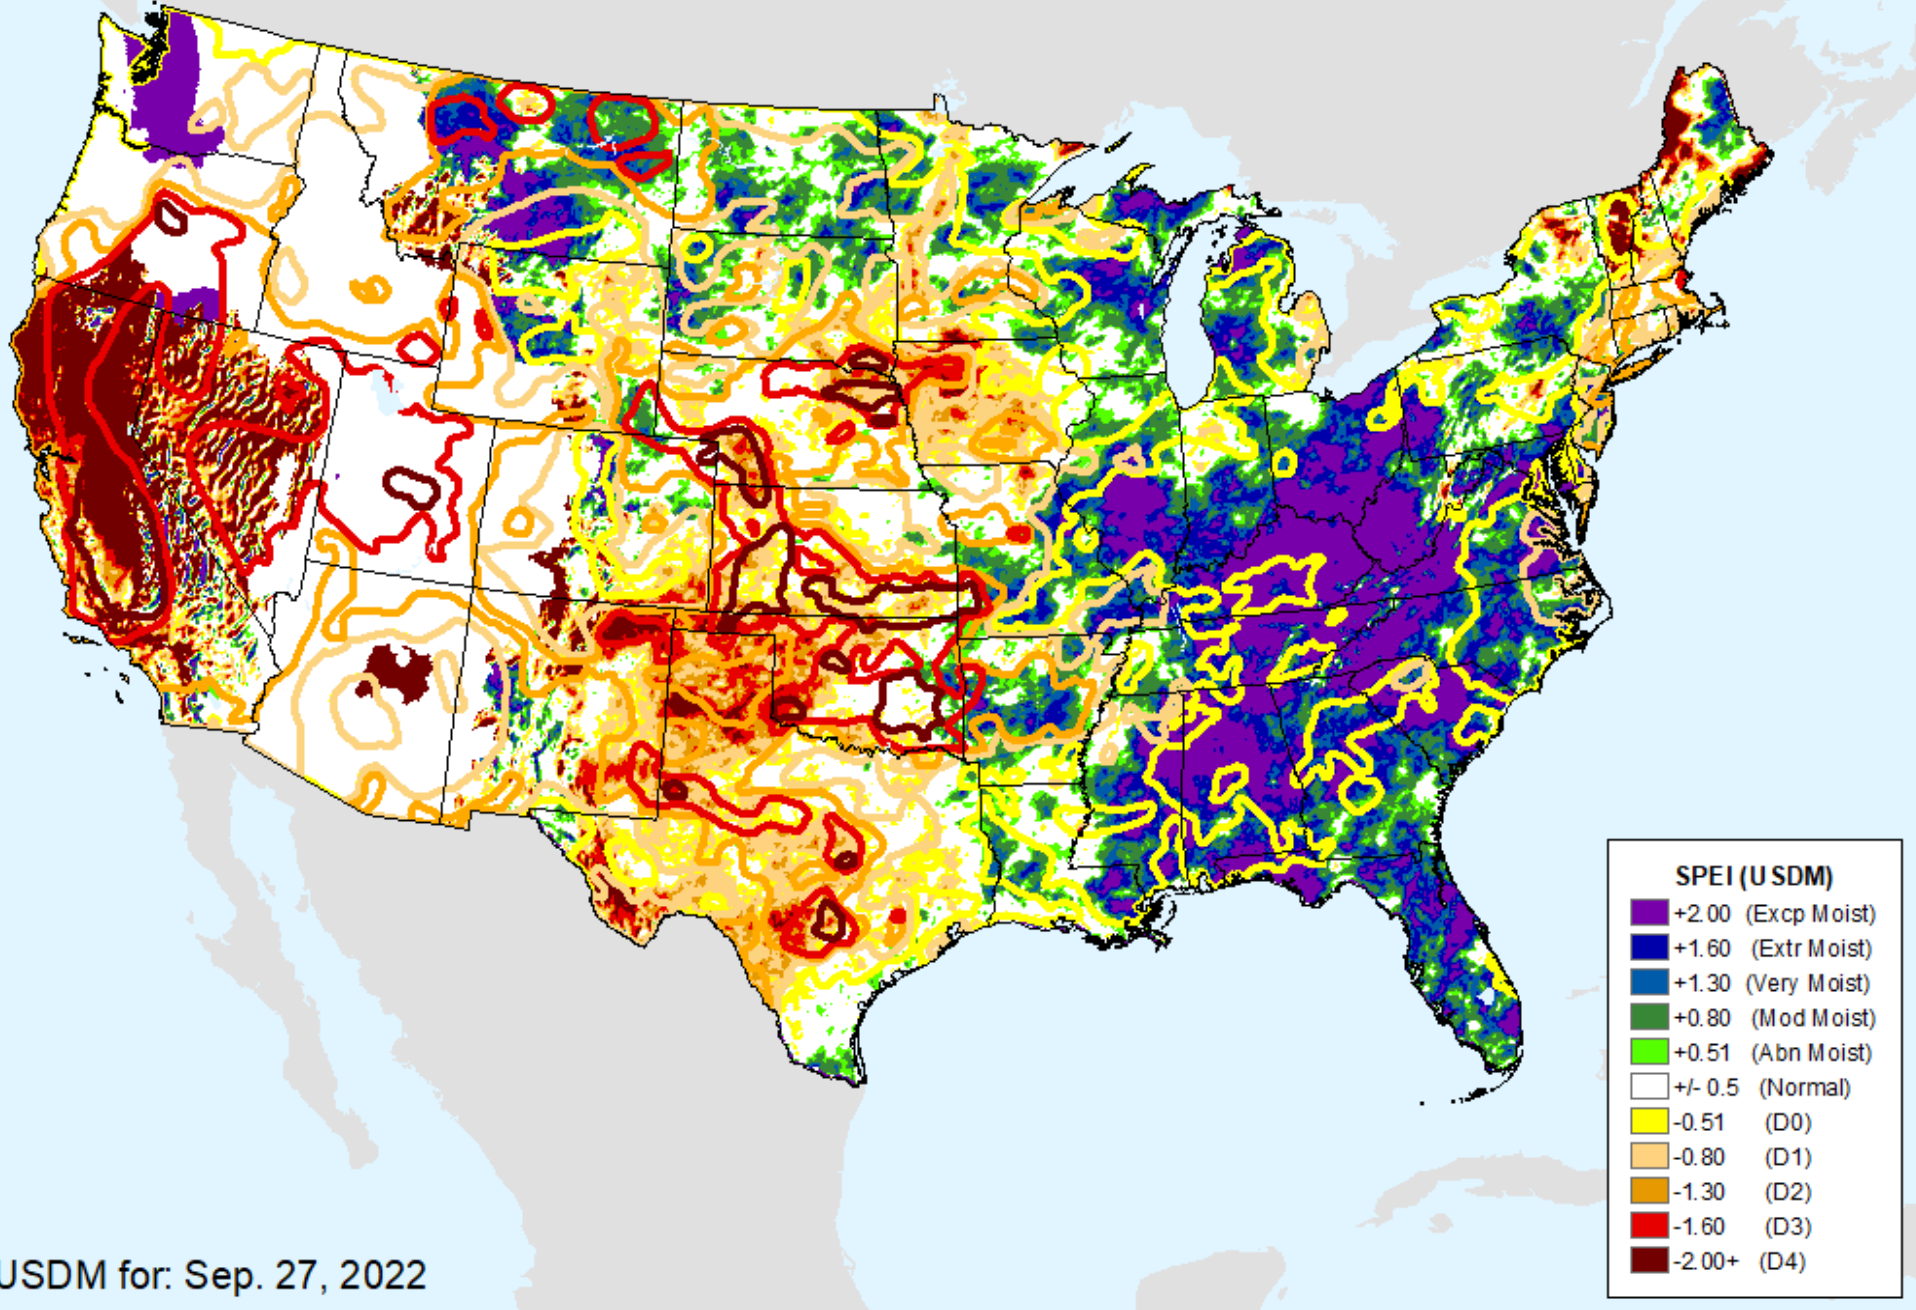 SPEI (USDM)
+2.00 (Excp Moist)
+1.60 (Extr Moist)
+1.30 (Very Moist)
+0.80 (Mod Moist)
+0.51 (Abn Moist)
+/- 0.5 (Normal)
-0.51 (D0)
-0.80 (D1)
-1.30 (D2)
-1.60 (D3)
-2.00+ (D4)
USDM for: Sep. 27, 2022